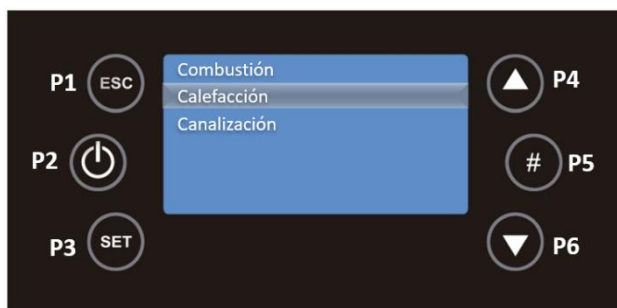 P1 ESC
P2
P3 SET
Combustión
Calefacción
Canalización
P4
# P5
P6